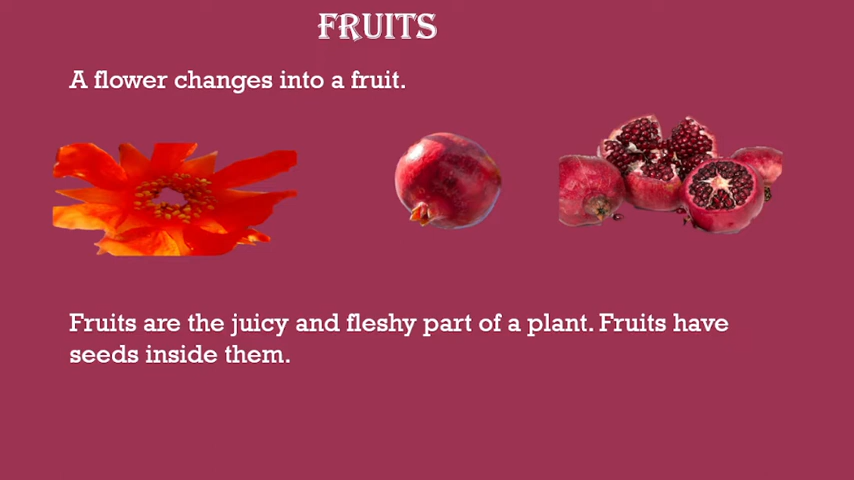 FRUITS
A flower changes into a fruit.
Fruits are the juicy and fleshy part of a plant. Fruits have
seeds inside them.